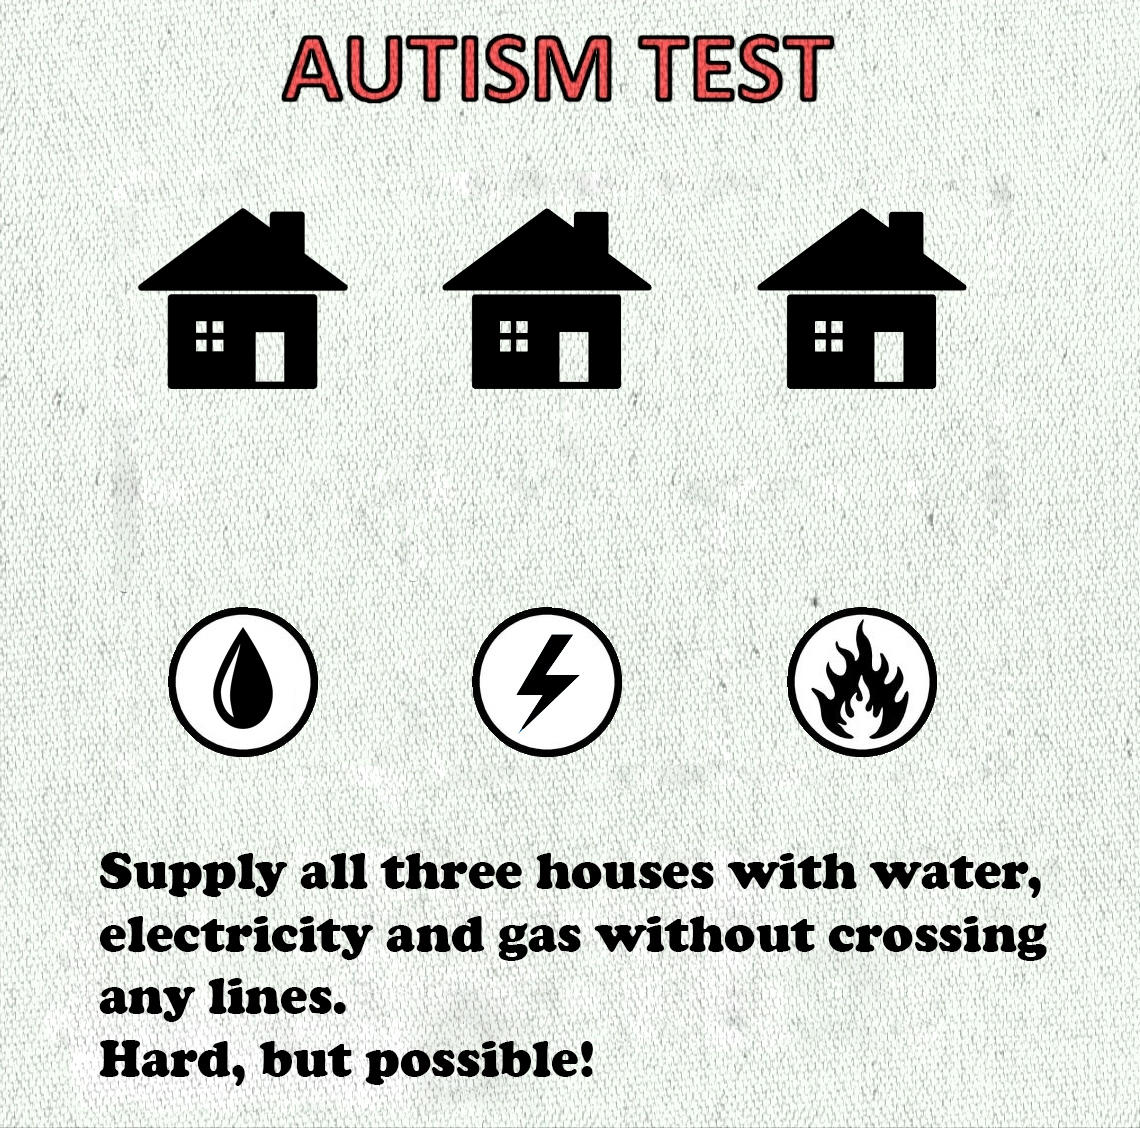 AUTISM TEST
Supply all three houses with water,
electricity and gas without crossing
any lines.
Hard, but possible!